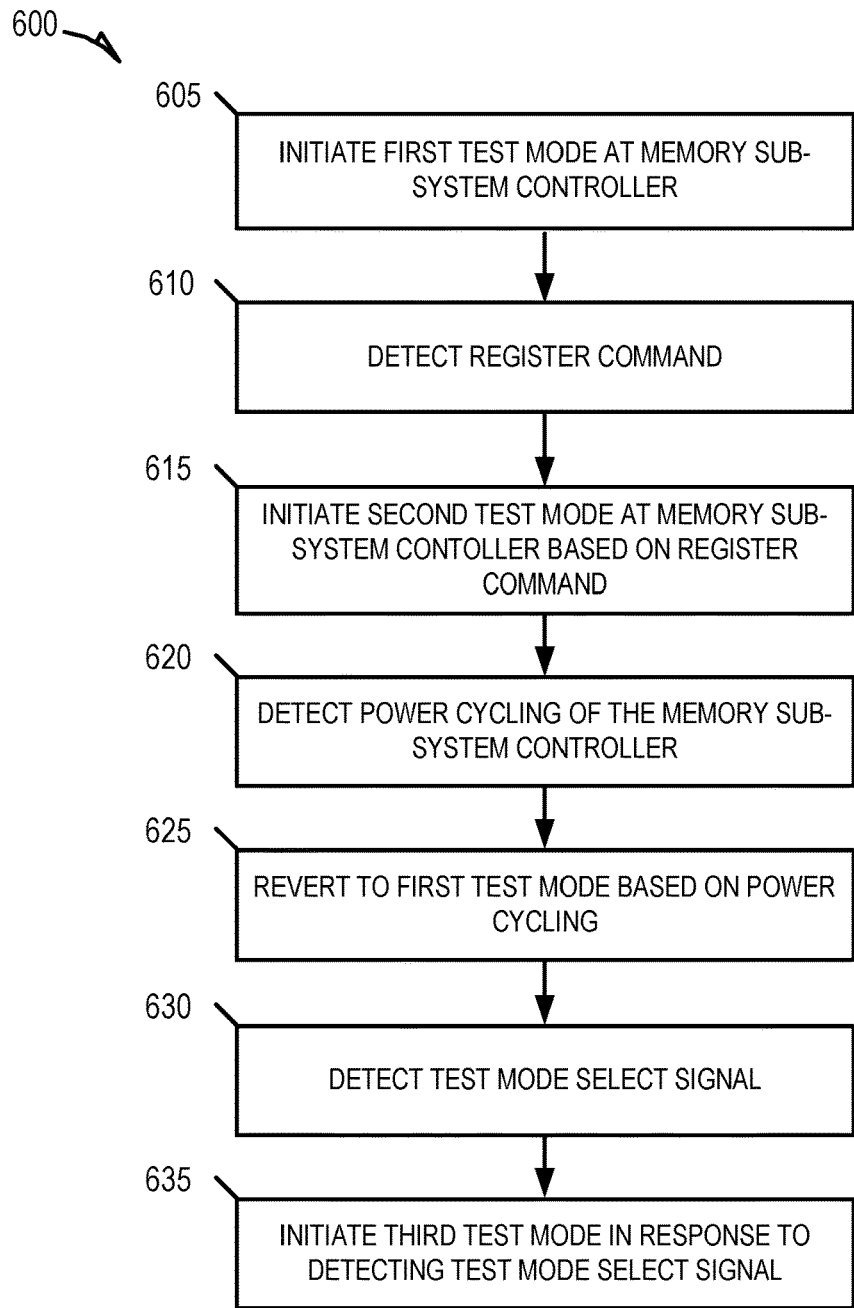 600
605
INITIATE FIRST TEST MODE AT MEMORY SUB-
SYSTEM CONTROLLER
610
DETECT REGISTER COMMAND
615
INITIATE SECOND TEST MODE AT MEMORY SUB-
SYSTEM CONTOLLER BASED ON REGISTER
COMMAND
620
DETECT POWER CYCLING OF THE MEMORY SUB-
SYSTEM CONTROLLER
625
REVERT TO FIRST TEST MODE BASED ON POWER
CYCLING
630
DETECT TEST MODE SELECT SIGNAL
635
INITIATE THIRD TEST MODE IN RESPONSE TO
DETECTING TEST MODE SELECT SIGNAL